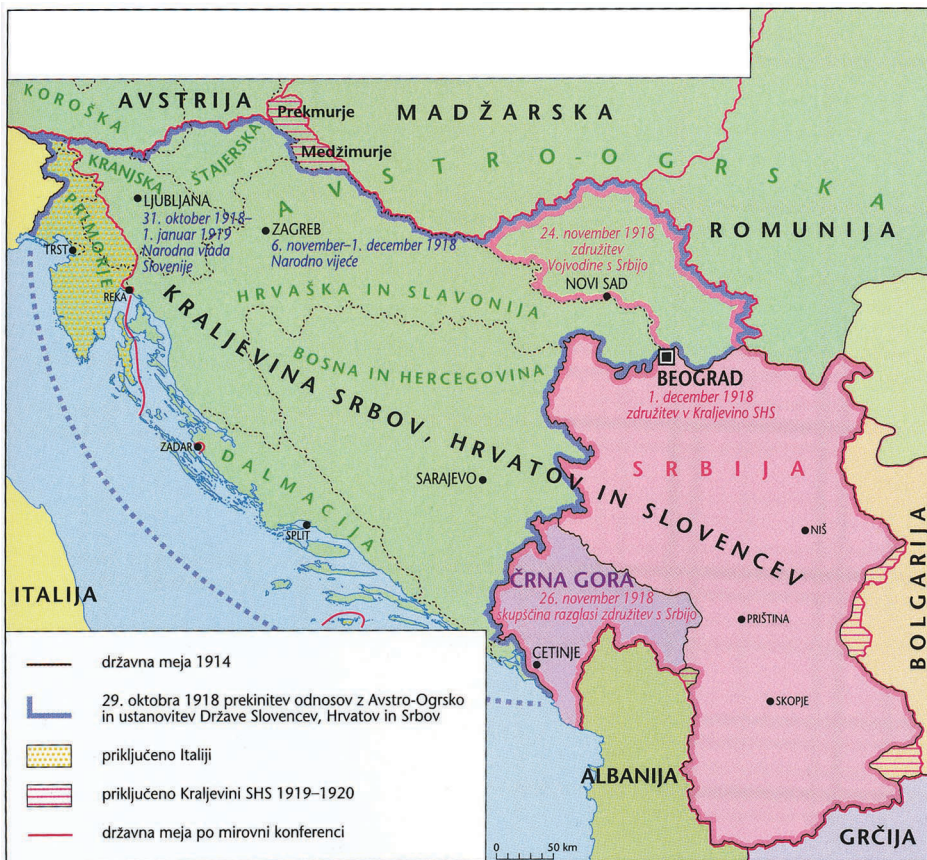 AVSTRIJA
KOROŠKA
Prekmurje
MADŽARSKA
Medžimurje
ŠTAJERSKA
KRANJSKA
AVSTRO-OGRSKA
LJUBLJANA
31. oktober 1918–
1. januar 1919
Narodna vlada
Slovenije
ZAGREB
6. november–1. december 1918
Narodno vijeće
24. november 1918
združitev
Vojvodine s Srbijo
NOVI SAD
ROMUNIJA
PRIMORJE
TRST
REKA
HRVAŠKA IN SLAVONIJA
KRALJEVINA SRBOV, HRVATOV IN SLOVENCEV
BOSNA IN HERCEGOVINA
BEOGRAD
1. december 1918
združitev v Kraljevino SHS
ZADAR
DALMACIJA
SARAJEVO
SRBIJA
SPLIT
NIŠ
ITALIJA
ČRNA GORA
26. november 1918
skupščina razglasi združitev s Srbijo
PRIŠTINA
BOLGARIJA
CETINJE
SKOPJE
ALBANIJA
GRČIJA
državna meja 1914
29. oktobra 1918 prekinitev odnosov z Avstro-Ogrsko
in ustanovitev Države Slovencev, Hrvatov in Srbov
priključeno Italiji
priključeno Kraljevini SHS 1919–1920
državna meja po mirovni konferenci
0 50 km